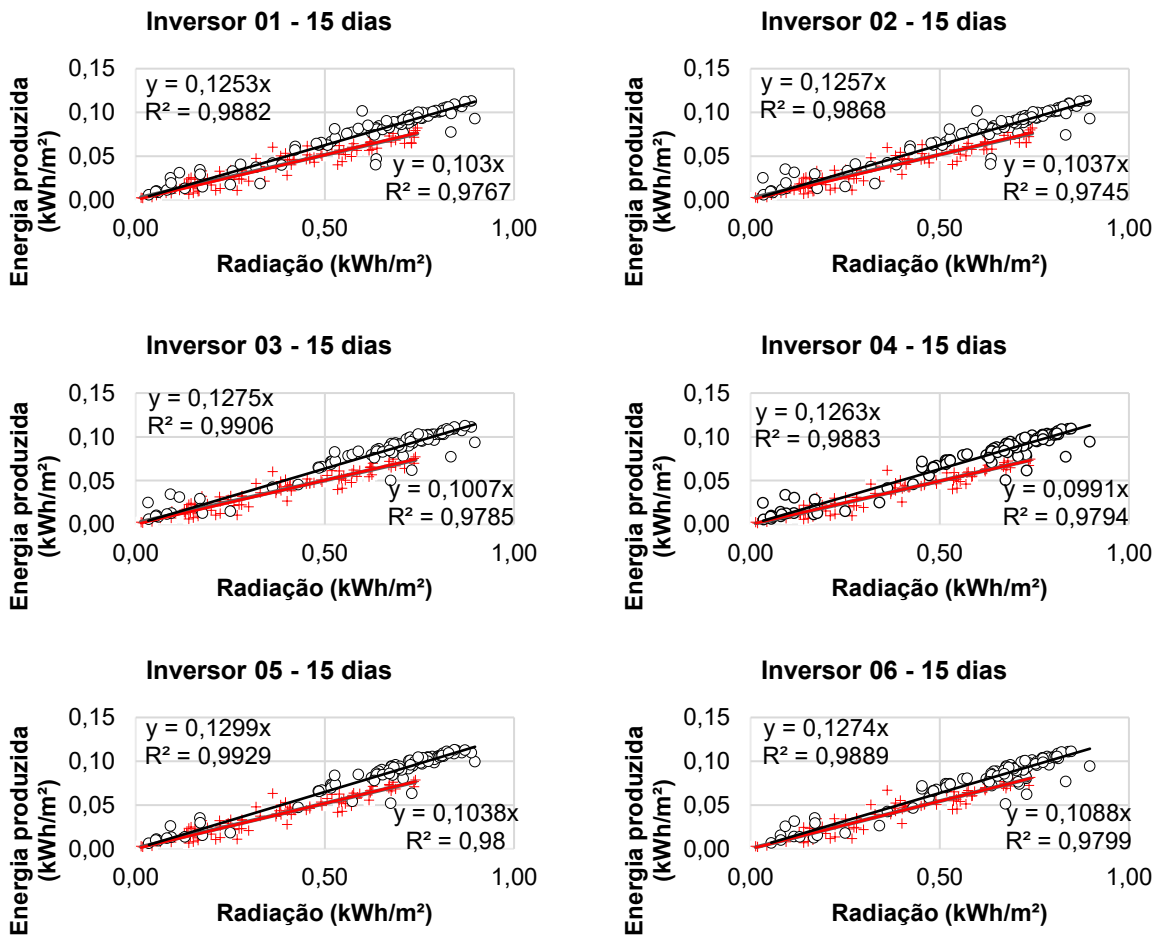 Inversor 01 - 15 dias
Energia produzida
(kWh/m²)
0,15
0,10
0,05
0,00
y = 0,1253x
R² = 0,9882
y = 0,103x
R² = 0,9767
0,00
0,50
1,00
Radiação (kWh/m²)
Inversor 02 - 15 dias
Energia produzida
(kWh/m²)
0,15
0,10
0,05
0,00
y = 0,1257x
R² = 0,9868
y = 0,1037x
R² = 0,9745
0,00
0,50
1,00
Radiação (kWh/m²)
Inversor 03 - 15 dias
Energia produzida
(kWh/m²)
0,15
0,10
0,05
0,00
y = 0,1275x
R² = 0,9906
y = 0,1007x
R² = 0,9785
0,00
0,50
1,00
Radiação (kWh/m²)
Inversor 04 - 15 dias
Energia produzida
(kWh/m²)
0,15
0,10
0,05
0,00
y = 0,1263x
R² = 0,9883
y = 0,0991x
R² = 0,9794
0,00
0,50
1,00
Radiação (kWh/m²)
Inversor 05 - 15 dias
Energia produzida
(kWh/m²)
0,15
0,10
0,05
0,00
y = 0,1299x
R² = 0,9929
y = 0,1038x
R² = 0,98
0,00
0,50
1,00
Radiação (kWh/m²)
Inversor 06 - 15 dias
Energia produzida
(kWh/m²)
0,15
0,10
0,05
0,00
y = 0,1274x
R² = 0,9889
y = 0,1088x
R² = 0,9799
0,00
0,50
1,00
Radiação (kWh/m²)